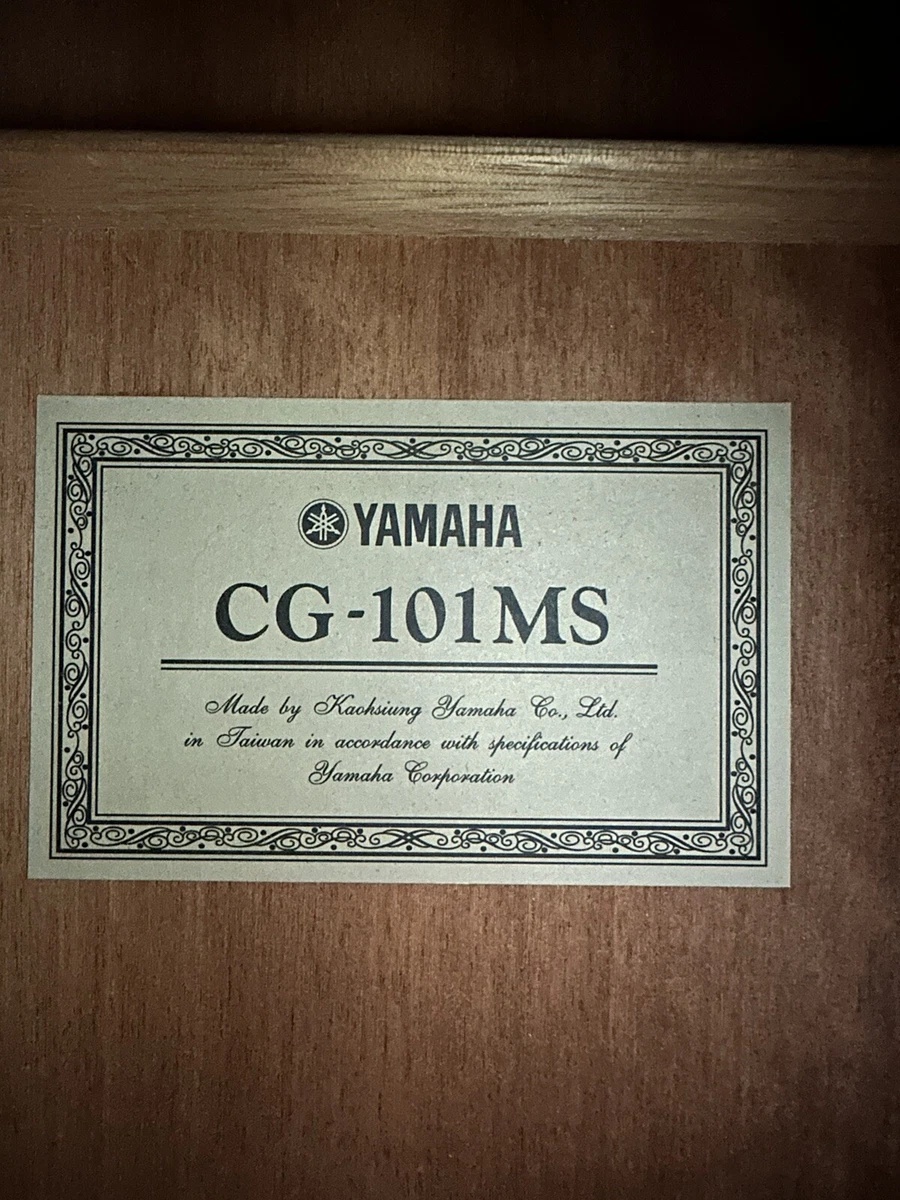 YAMAHA
CG-101MS
Made by Kaohsiung Yamaha Co., Ltd.
in Taiwan in accordance with specifications of
Yamaha Corporation